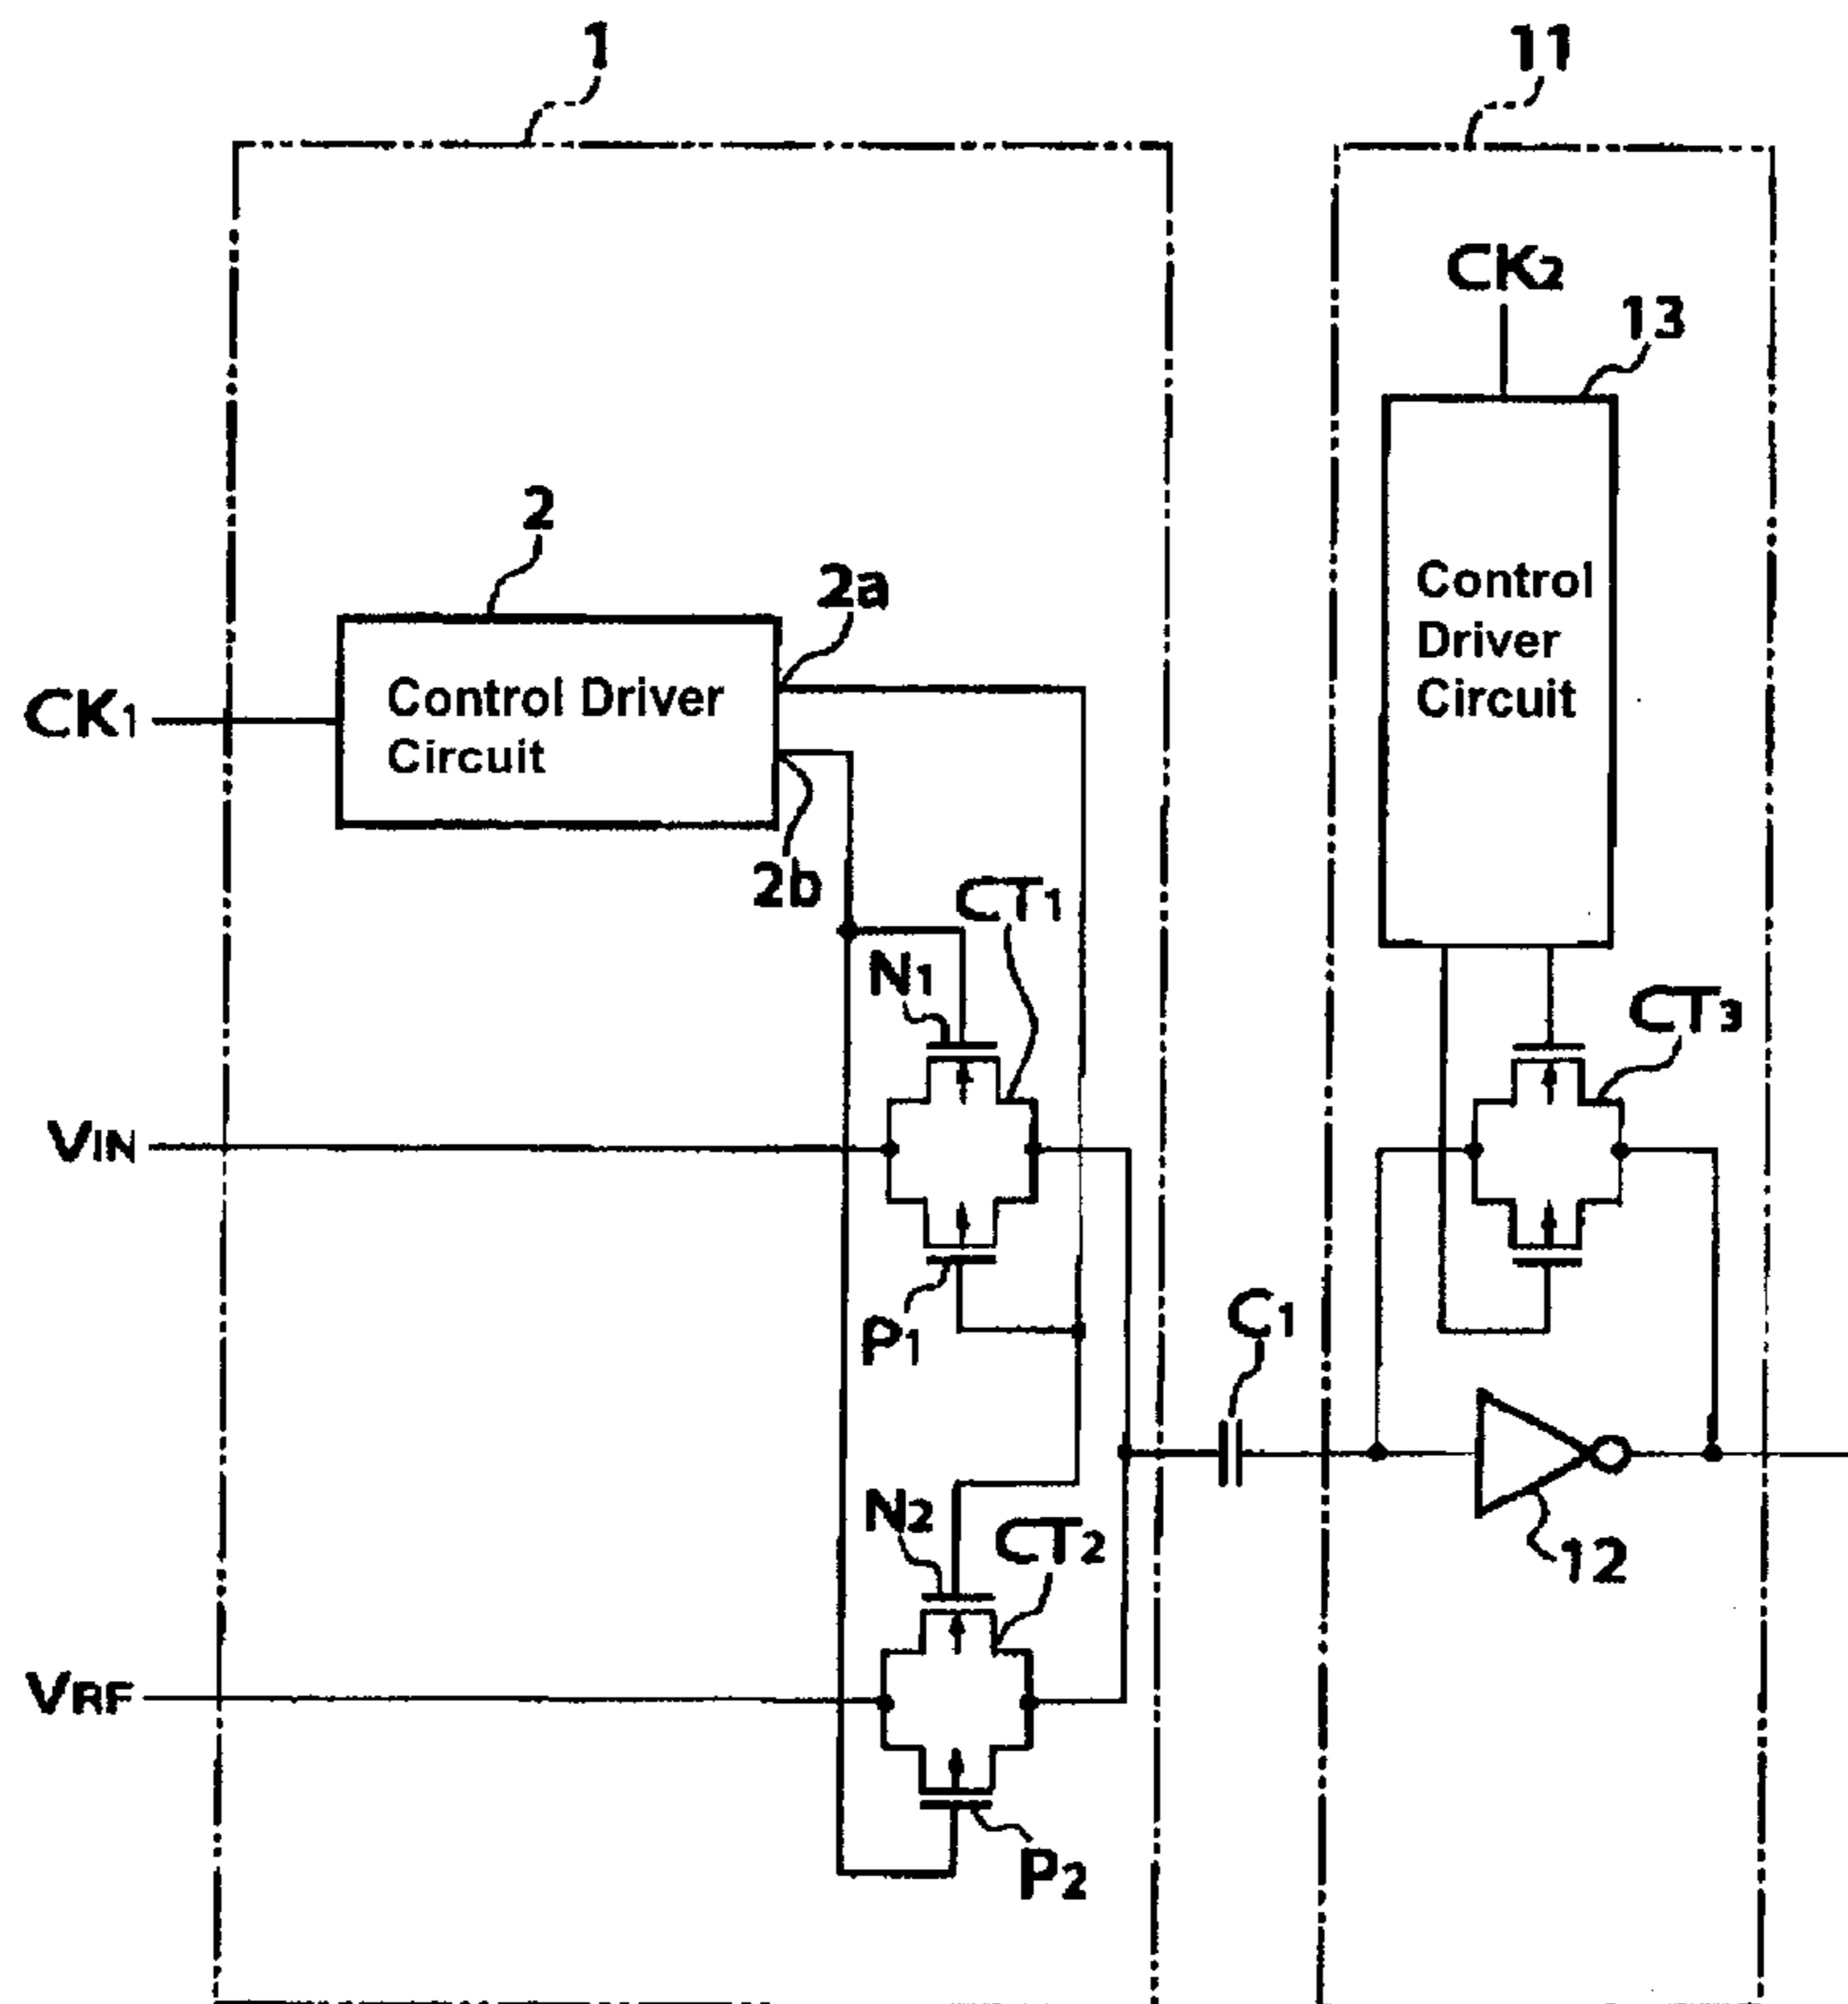 1
11
CK2
13
2
2a
Control Driver
Circuit
CK1
Control
Driver
Circuit
2b
CT1
N1
CT3
VIN
P1
C1
N2
CT2
12
VRF
P2